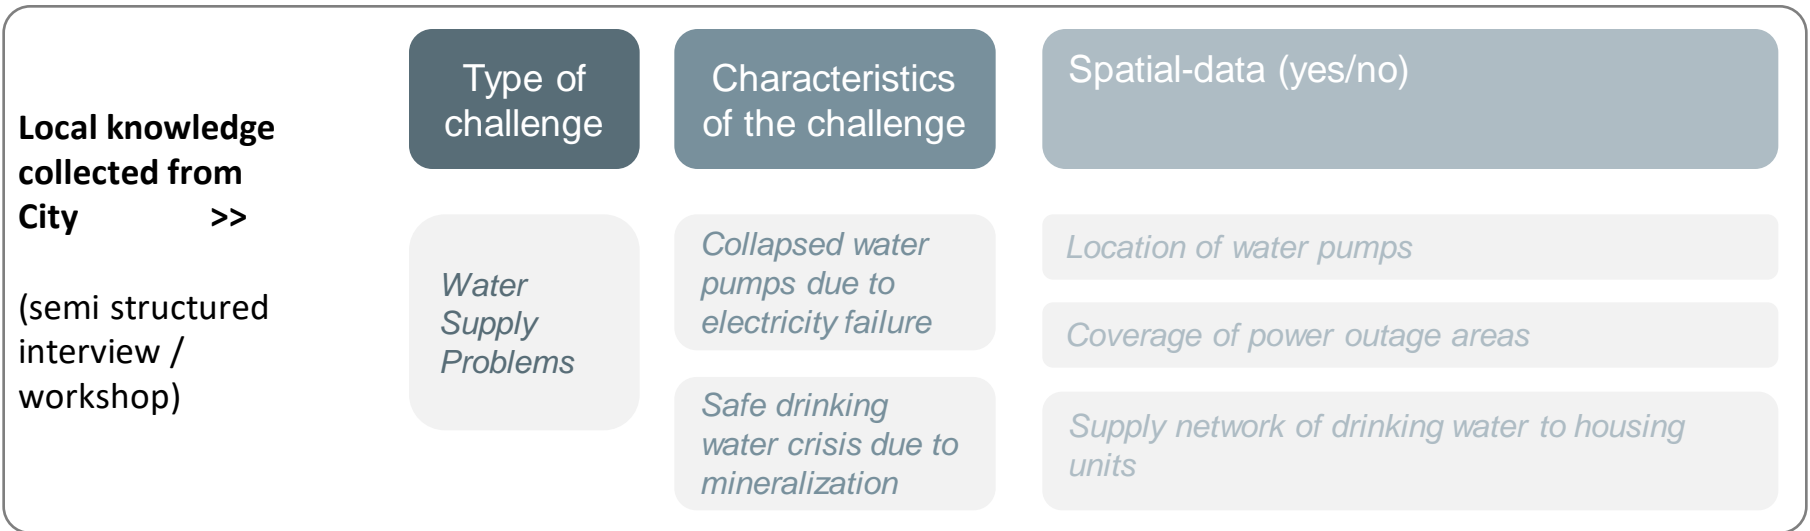 Local knowledge
collected from
City >>
(semi structured
interview /
workshop)
Type of
challenge
Water
Supply
Problems
Characteristics
of the challenge
Collapsed water
pumps due to
electricity failure
Safe drinking
water crisis due to
mineralization
Spatial-data (yes/no)
Location of water pumps
Coverage of power outage areas
Supply network of drinking water to housing
units